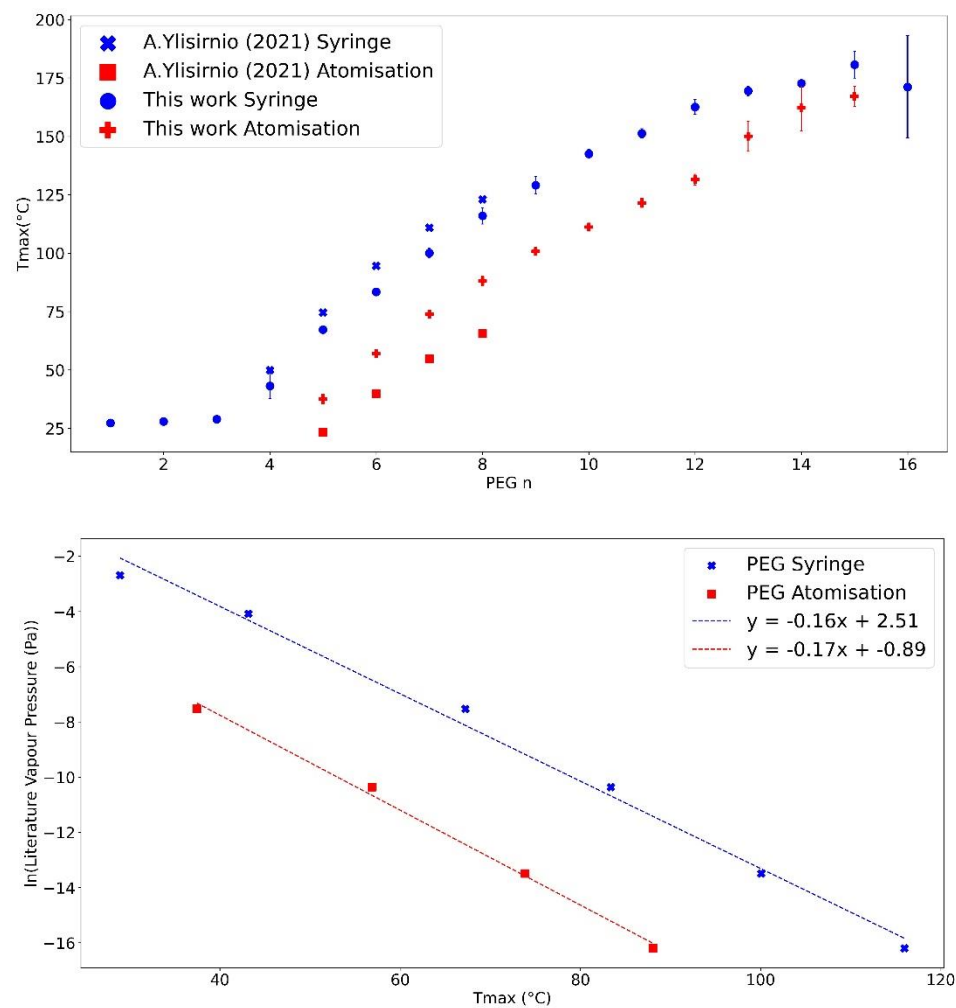 200
175
150
125
100
75
50
25
Tmax(°C)
A.Ylisirnio (2021) Syringe
A.Ylisirnio (2021) Atomisation
This work Syringe
This work Atomisation
2 4 6 8 10 12 14 16
PEG n
−2
−4
−6
−8
−10
−12
−14
−16
ln(Literature Vapour Pressure (Pa))
PEG Syringe
PEG Atomisation
y = -0.16x + 2.51
y = -0.17x + -0.89
40 60 80 100 120
Tmax (°C)